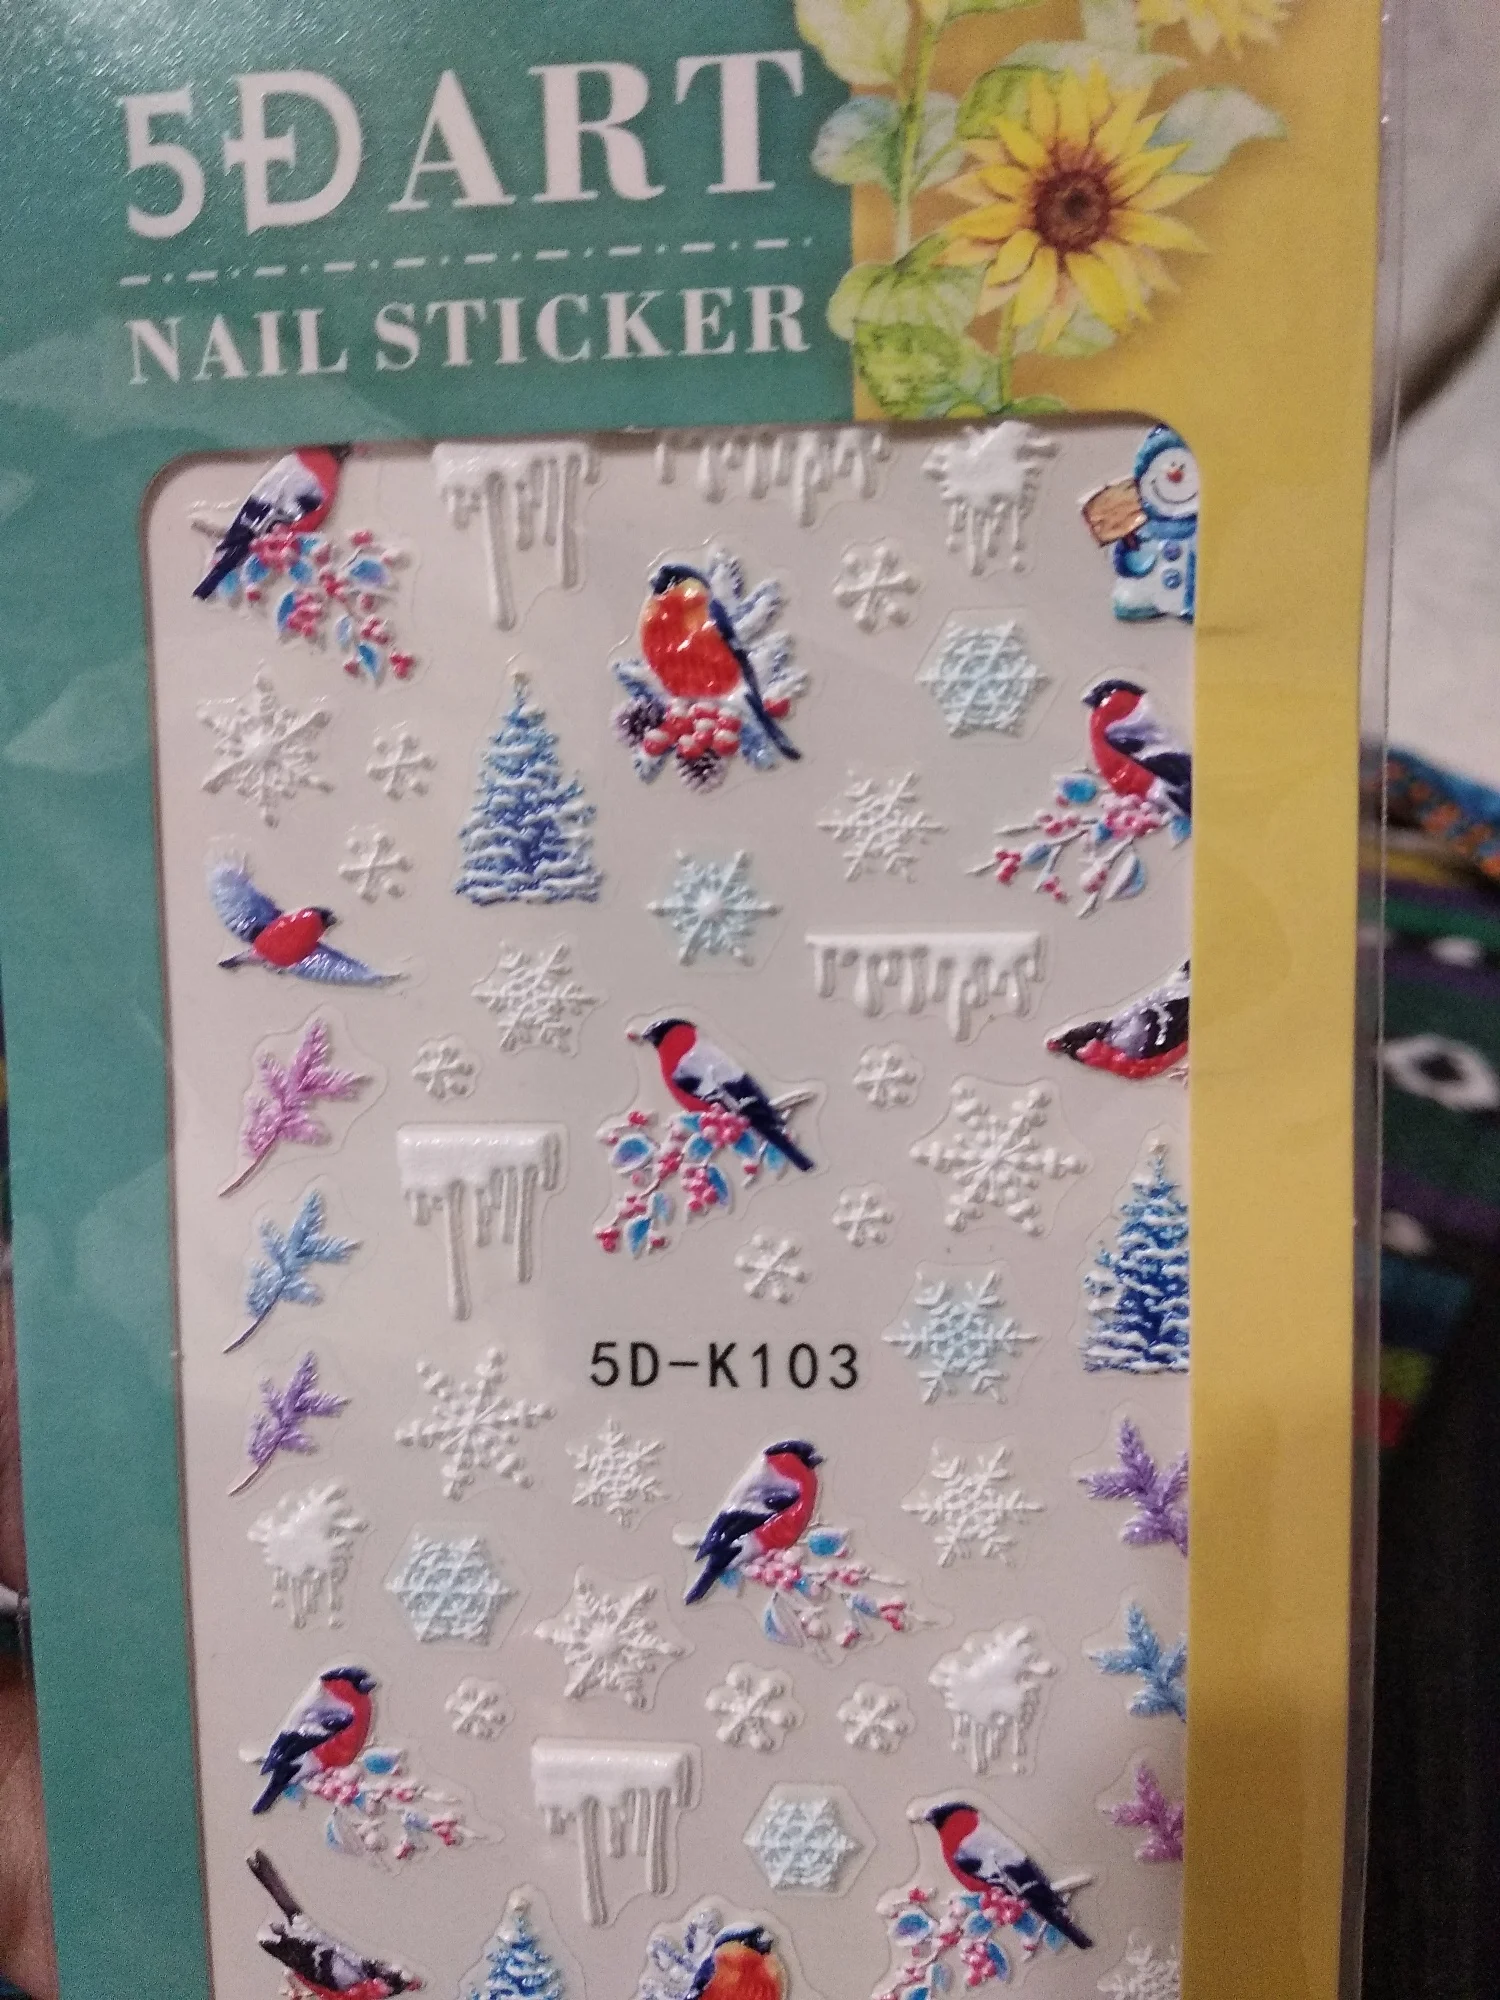 5D ART
NAIL STICKER
5D-K103